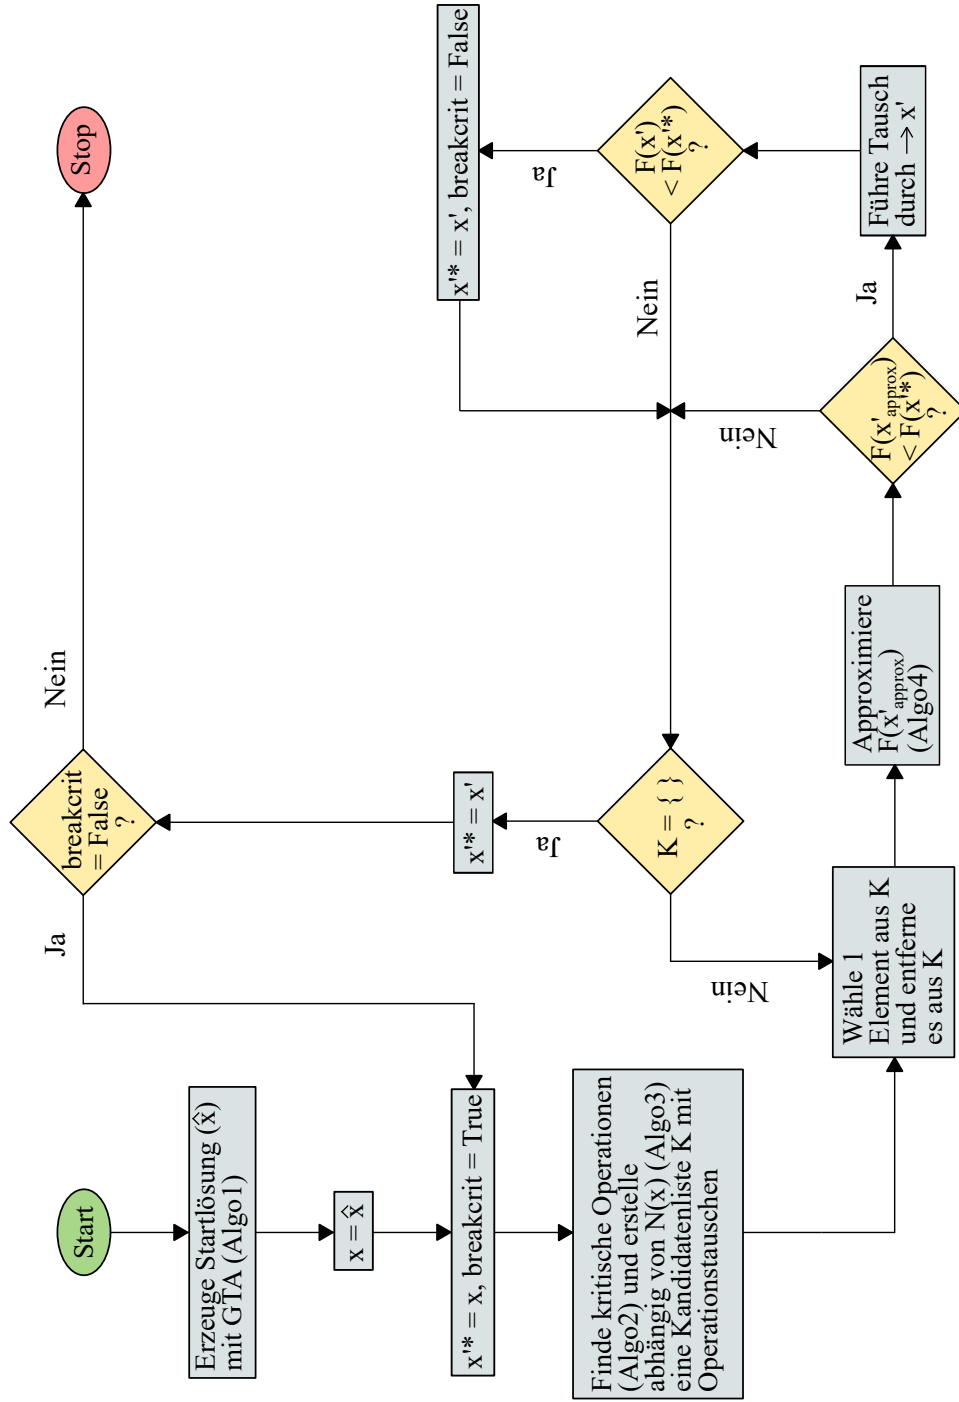 Start
Erzeuge Startlösung (x̂)
mit GTA (Algo1)
x = x̂
x'* = x, breakcrit = True
Finde kritische Operationen
(Algo2) und erstelle
abhängig von N(x) (Algo3)
eine Kandidatenliste K mit
Operationstauschen
Wähle 1
Element aus K
und entferne
es aus K
Approximiere
F(x'approx)
(Algo4)
F(x'approx)
< F(x'*)
?
Ja
Nein
Führe Tausch
durch → x'
F(x')
< F(x'*)
?
Ja
Nein
x'* = x', breakcrit = False
K = { }
?
Nein
Ja
x'* = x'
breakcrit
= False
?
Ja
Nein
Stop